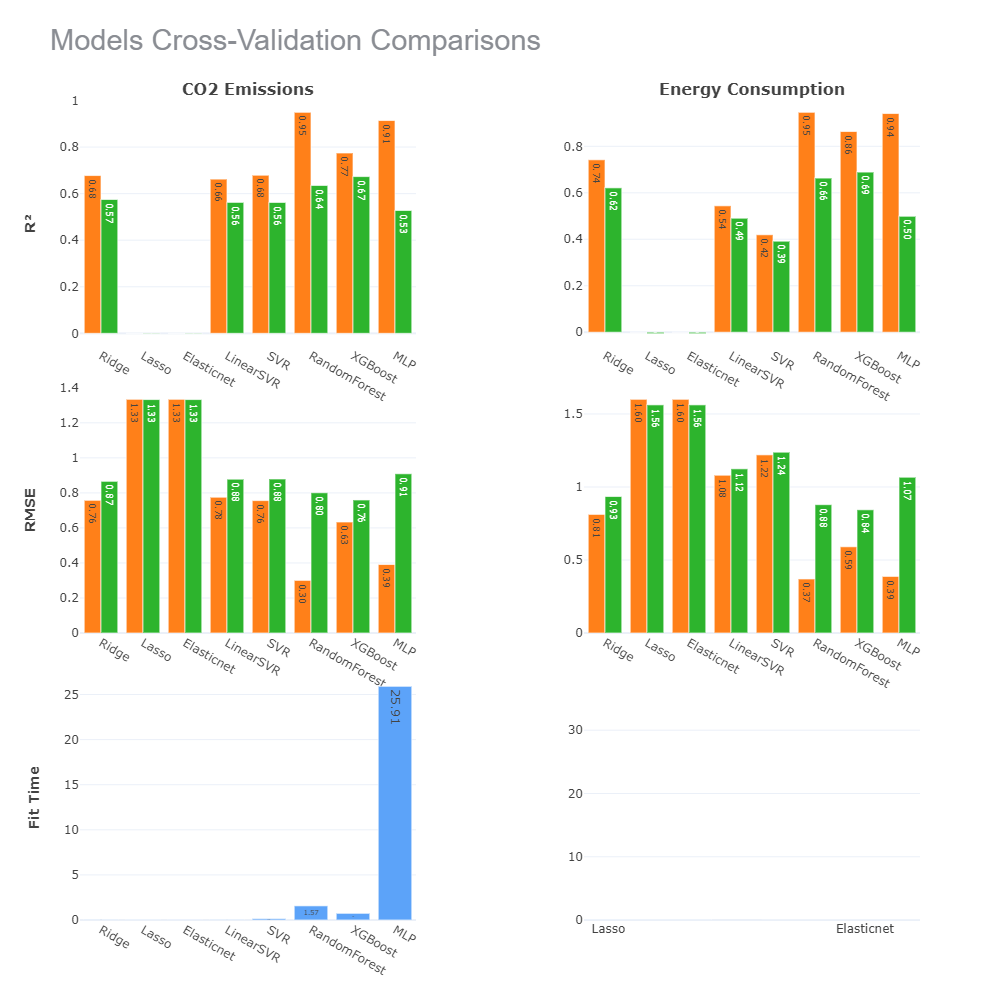 Models Cross-Validation Comparisons
CO2 Emissions
Energy Consumption
R²
1
0.8
0.6
0.4
0.2
0
0.68
0.57
0.66
0.56
0.68
0.56
0.95
0.64
0.77
0.67
0.91
0.53
Ridge
Lasso
Elasticnet
LinearSVR
SVR
RandomForest
XGBoost
MLP
0.8
0.6
0.4
0.2
0
0.74
0.62
0.54
0.49
0.42
0.39
0.95
0.66
0.86
0.69
0.94
0.50
Ridge
Lasso
Elasticnet
LinearSVR
SVR
RandomForest
XGBoost
MLP
RMSE
1.4
1.2
1
0.8
0.6
0.4
0.2
0
0.76
0.87
1.33
1.33
1.33
1.33
0.78
0.88
0.76
0.88
0.30
0.80
0.63
0.76
0.39
0.91
Ridge
Lasso
Elasticnet
LinearSVR
SVR
RandomForest
XGBoost
MLP
1.5
1
0.5
0
0.81
0.93
1.60
1.56
1.60
1.56
1.08
1.12
1.22
1.24
0.37
0.88
0.59
0.84
0.39
1.07
Ridge
Lasso
Elasticnet
LinearSVR
SVR
RandomForest
XGBoost
MLP
Fit Time
25
20
15
10
5
0
1.57
25.91
Ridge
Lasso
Elasticnet
LinearSVR
SVR
RandomForest
XGBoost
MLP
30
20
10
0
Lasso
Elasticnet